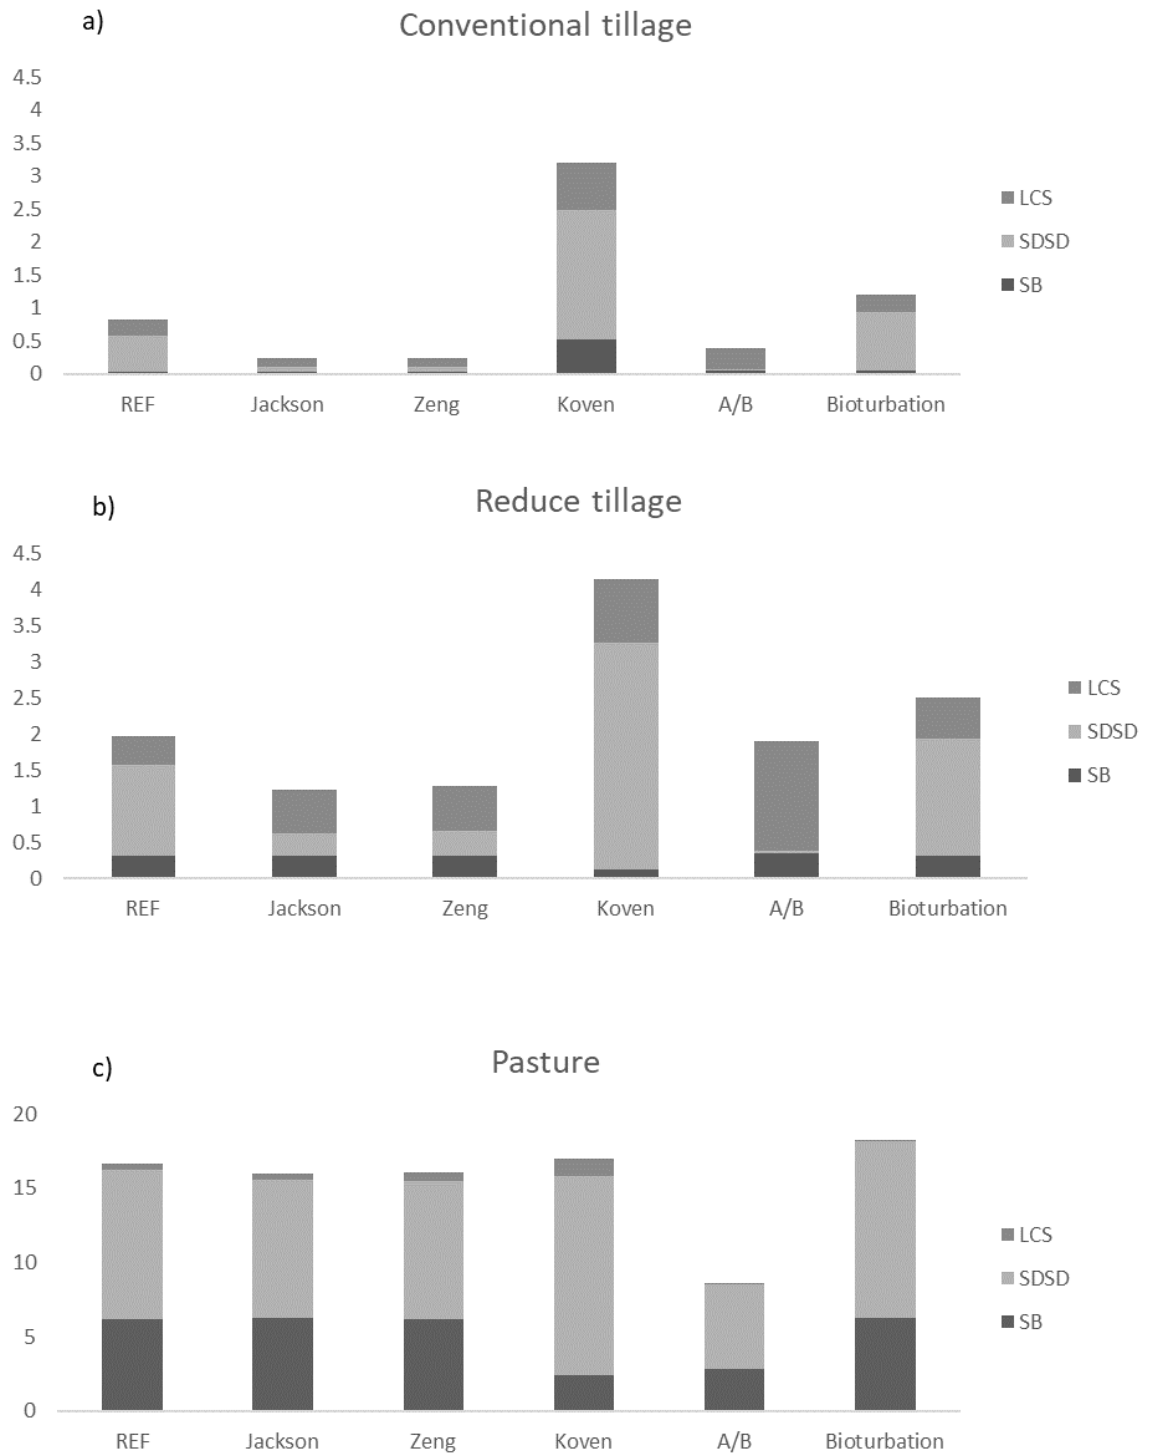 a)
Conventional tillage
4.5
4
3.5
3
2.5
2
1.5
1
0.5
0
REF Jackson Zeng Koven A/B Bioturbation
LCS
SDSD
SB
b)
Reduce tillage
4.5
4
3.5
3
2.5
2
1.5
1
0.5
0
REF Jackson Zeng Koven A/B Bioturbation
LCS
SDSD
SB
c)
Pasture
20
15
10
5
0
REF Jackson Zeng Koven A/B Bioturbation
LCS
SDSD
SB